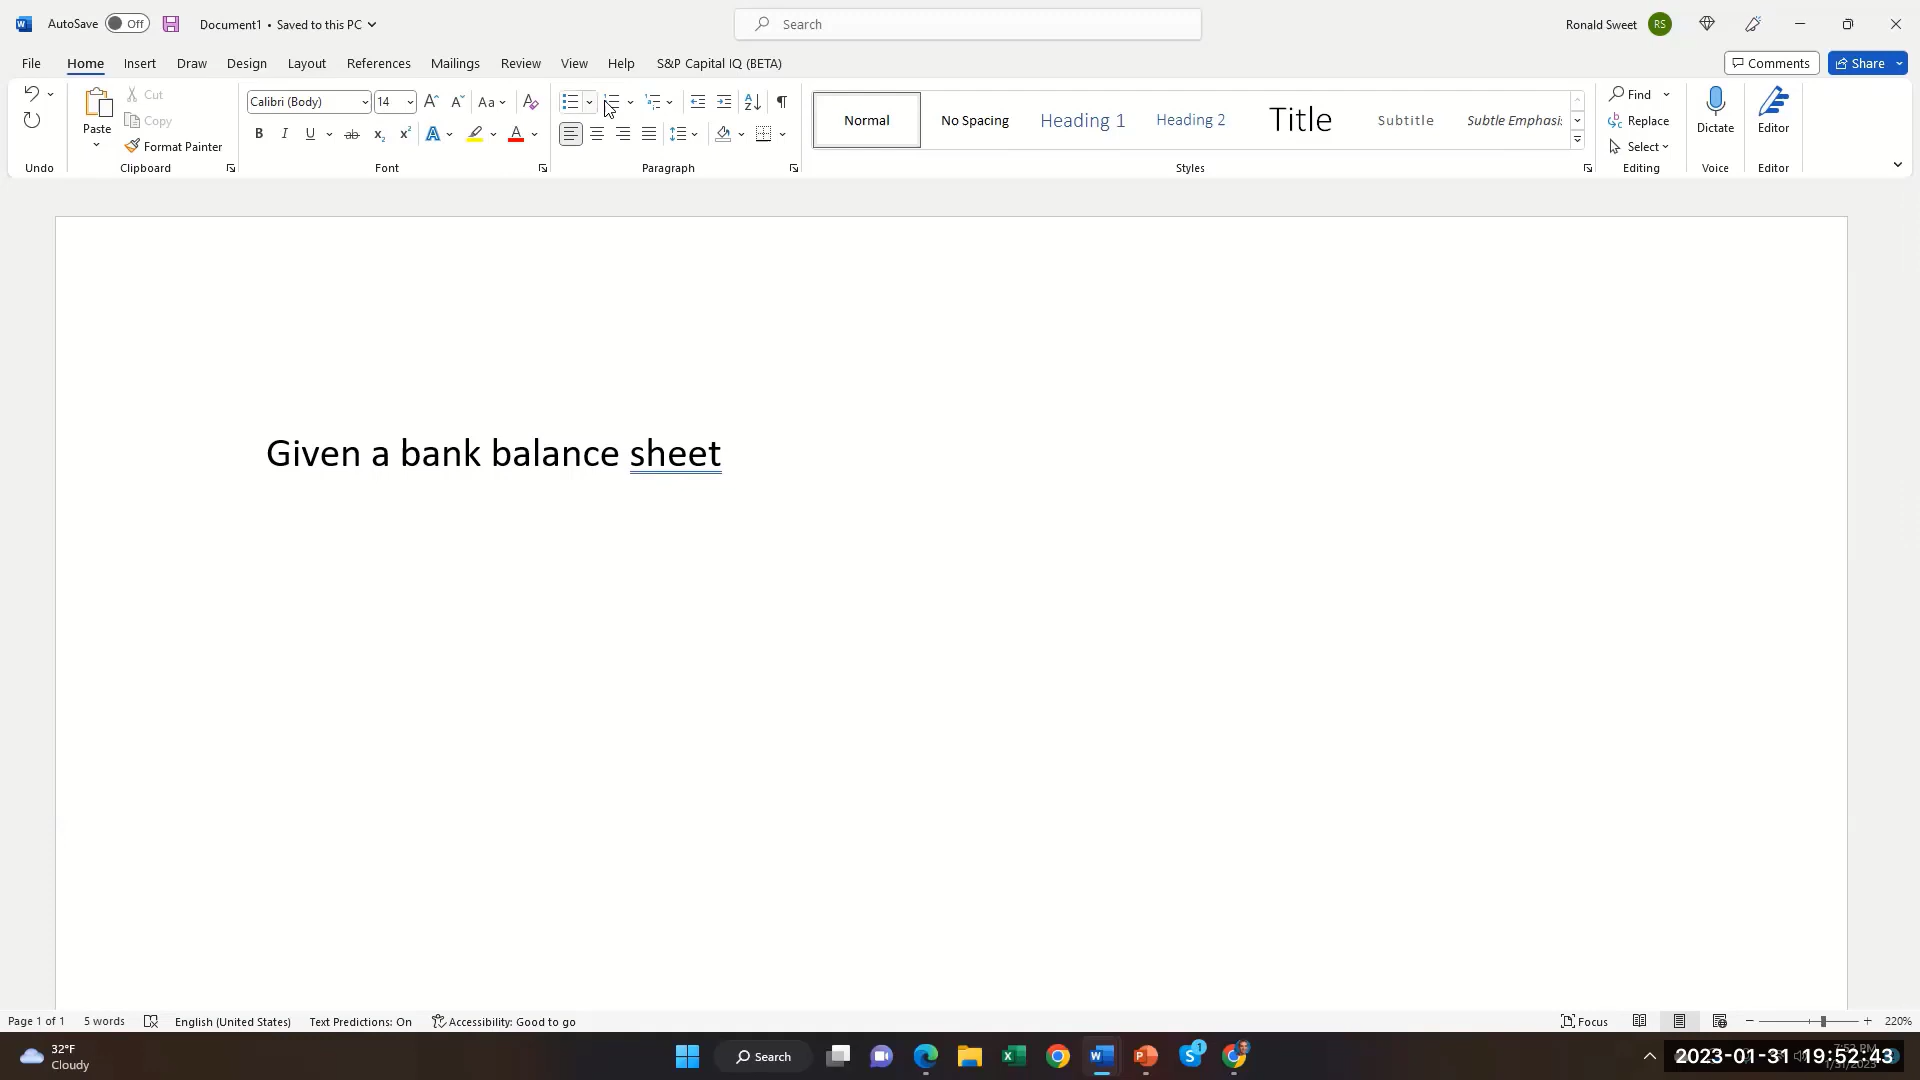 AutoSave Off Document1 • Saved to this PC Search Ronald Sweet RS
File Home Insert Draw Design Layout References Mailings Review View Help S&P Capital IQ (BETA) Comments Share
Paste Cut Copy Format Painter
Calibri (Body) 14
Normal No Spacing Heading 1 Heading 2 Title Subtitle Subtle Emphasi
Find Replace Select Dictate Editor
Undo Clipboard Font Paragraph Styles Editing Voice Editor
Given a bank balance sheet
Page 1 of 1 5 words English (United States) Text Predictions: On Accessibility: Good to go Focus 220%
32°F
Cloudy
Search
2023-01-31 19:52:43